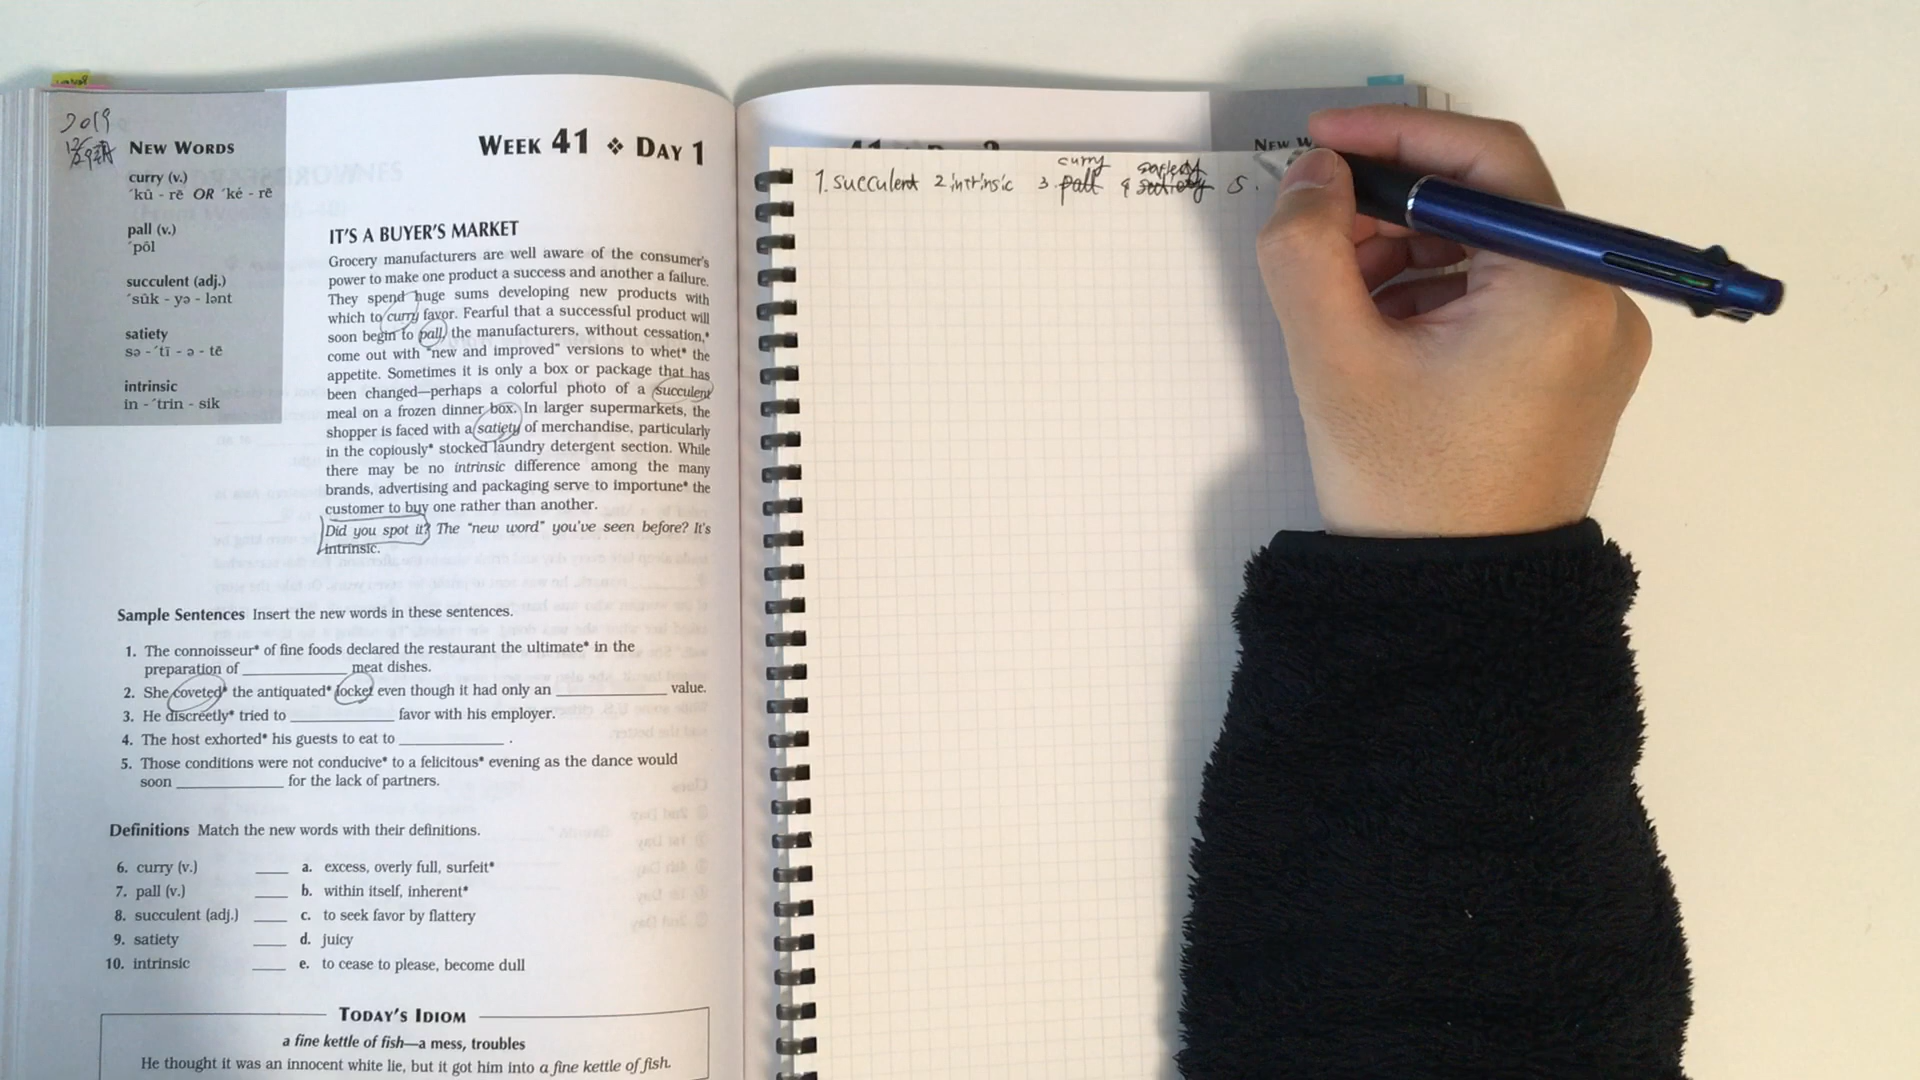 2019
NEW WORDS
curry (v.)
´kû - rē OR ´ké - rē
pall (v.)
´pôl
succulent (adj.)
´sŭk - yə - lənt
satiety
sə - ´tī - ə - tē
intrinsic
in - ´trin - sik
WEEK 41 ❖ DAY 1
IT'S A BUYER'S MARKET
Grocery manufacturers are well aware of the consumer's
power to make one product a success and another a failure.
They spend huge sums developing new products with
which to curry favor. Fearful that a successful product will
soon begin to pall, the manufacturers, without cessation,*
come out with "new and improved" versions to whet* the
appetite. Sometimes it is only a box or package that has
been changed—perhaps a colorful photo of a succulent
meal on a frozen dinner box. In larger supermarkets, the
shopper is faced with a satiety of merchandise, particularly
in the copiously* stocked laundry detergent section. While
there may be no intrinsic difference among the many
brands, advertising and packaging serve to importune* the
customer to buy one rather than another.
Did you spot it? The "new word" you've seen before? It's
intrinsic.
Sample Sentences Insert the new words in these sentences.
1. The connoisseur* of fine foods declared the restaurant the ultimate* in the
preparation of ____________ meat dishes.
2. She coveted* the antiquated* locket even though it had only an ____________ value.
3. He discreetly* tried to ____________ favor with his employer.
4. The host exhorted* his guests to eat to ____________ .
5. Those conditions were not conducive* to a felicitous* evening as the dance would
soon ____________ for the lack of partners.
Definitions Match the new words with their definitions.
6. curry (v.) ____ a. excess, overly full, surfeit*
7. pall (v.) ____ b. within itself, inherent*
8. succulent (adj.) ____ c. to seek favor by flattery
9. satiety ____ d. juicy
10. intrinsic ____ e. to cease to please, become dull
TODAY'S IDIOM
a fine kettle of fish—a mess, troubles
He thought it was an innocent white lie, but it got him into a fine kettle of fish.
NEW W
curry
1. succulent 2 intrinsic 3. pall 4 5.